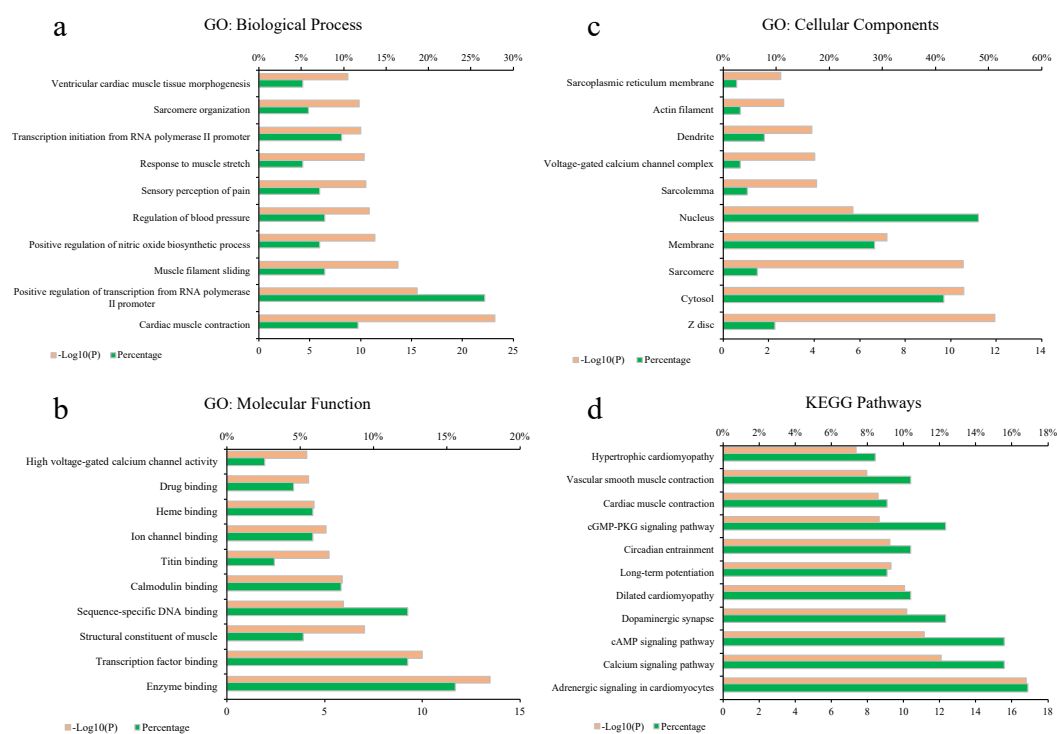 a
GO: Biological Process
0% 5% 10% 15% 20% 25% 30%
Ventricular cardiac muscle tissue morphogenesis
Sarcomere organization
Transcription initiation from RNA polymerase II promoter
Response to muscle stretch
Sensory perception of pain
Regulation of blood pressure
Positive regulation of nitric oxide biosynthetic process
Muscle filament sliding
Positive regulation of transcription from RNA polymerase
II promoter
Cardiac muscle contraction
0 5 10 15 20 25
-Log10(P) Percentage
c
GO: Cellular Components
0% 10% 20% 30% 40% 50% 60%
Sarcoplasmic reticulum membrane
Actin filament
Dendrite
Voltage-gated calcium channel complex
Sarcolemma
Nucleus
Membrane
Sarcomere
Cytosol
Z disc
0 2 4 6 8 10 12 14
-Log10(P) Percentage
b
GO: Molecular Function
0% 5% 10% 15% 20%
High voltage-gated calcium channel activity
Drug binding
Heme binding
Ion channel binding
Titin binding
Calmodulin binding
Sequence-specific DNA binding
Structural constituent of muscle
Transcription factor binding
Enzyme binding
0 5 10 15
-Log10(P) Percentage
d
KEGG Pathways
0% 2% 4% 6% 8% 10% 12% 14% 16% 18%
Hypertrophic cardiomyopathy
Vascular smooth muscle contraction
Cardiac muscle contraction
cGMP-PKG signaling pathway
Circadian entrainment
Long-term potentiation
Dilated cardiomyopathy
Dopaminergic synapse
cAMP signaling pathway
Calcium signaling pathway
Adrenergic signaling in cardiomyocytes
0 2 4 6 8 10 12 14 16 18
-Log10(P) Percentage